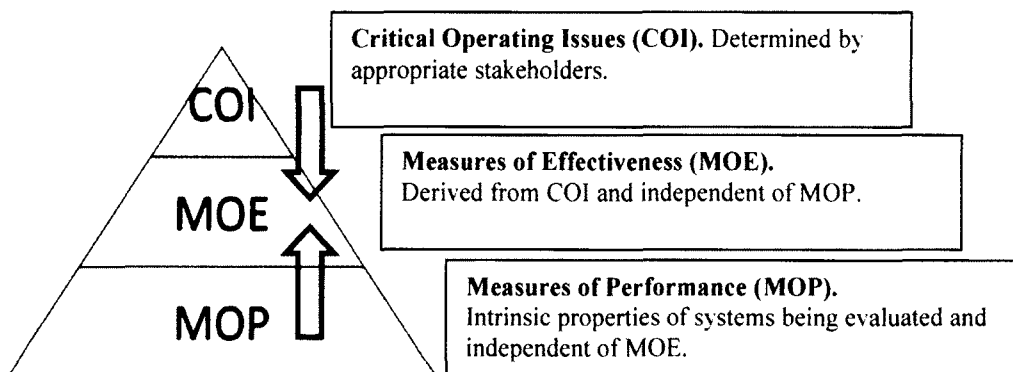 COI
Critical Operating Issues (COI). Determined by
appropriate stakeholders.
MOE
Measures of Effectiveness (MOE).
Derived from COI and independent of MOP.
MOP
Measures of Performance (MOP).
Intrinsic properties of systems being evaluated and
independent of MOE.